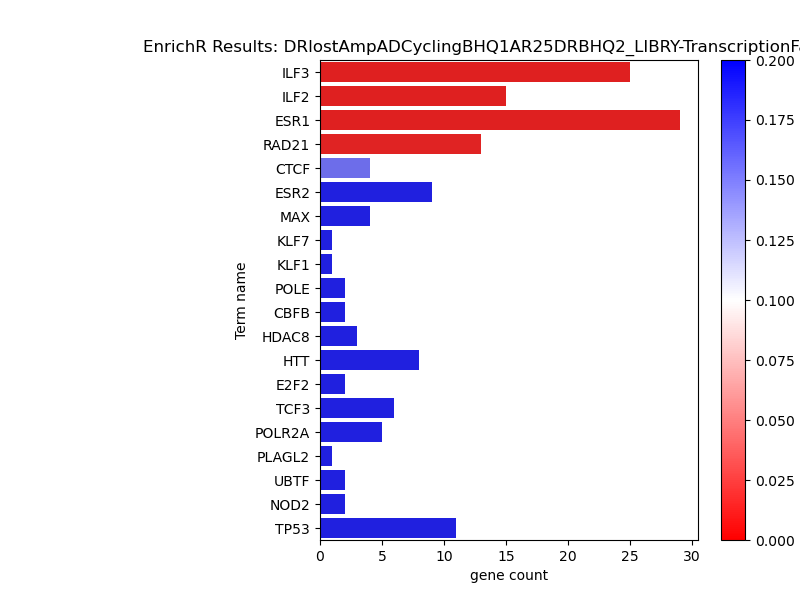 EnrichR Results: DRlostAmpADCyclingBHQ1AR25DRBHQ2_LIBRY-TranscriptionFa
ILF3
ILF2
ESR1
RAD21
CTCF
ESR2
MAX
KLF7
KLF1
POLE
CBFB
HDAC8
HTT
E2F2
TCF3
POLR2A
PLAGL2
UBTF
NOD2
TP53
Term name
0 5 10 15 20 25 30
gene count
0.200
0.175
0.150
0.125
0.100
0.075
0.050
0.025
0.000